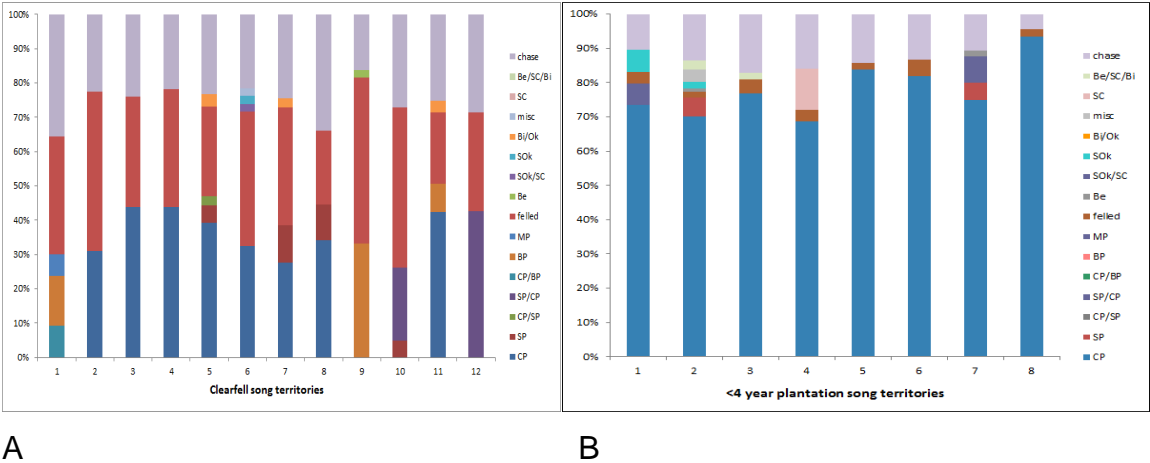 100%
90%
80%
70%
60%
50%
40%
30%
20%
10%
0%
1 2 3 4 5 6 7 8 9 10 11 12
Clearfell song territories
chase
Be/SC/Bi
SC
misc
Bi/Ok
SOk
SOk/SC
Be
felled
MP
BP
CP/BP
SP/CP
CP/SP
SP
CP
100%
90%
80%
70%
60%
50%
40%
30%
20%
10%
0%
1 2 3 4 5 6 7 8
<4 year plantation song territories
chase
Be/SC/Bi
SC
misc
Bi/Ok
SOk
SOk/SC
Be
felled
MP
BP
CP/BP
SP/CP
CP/SP
SP
CP
A B